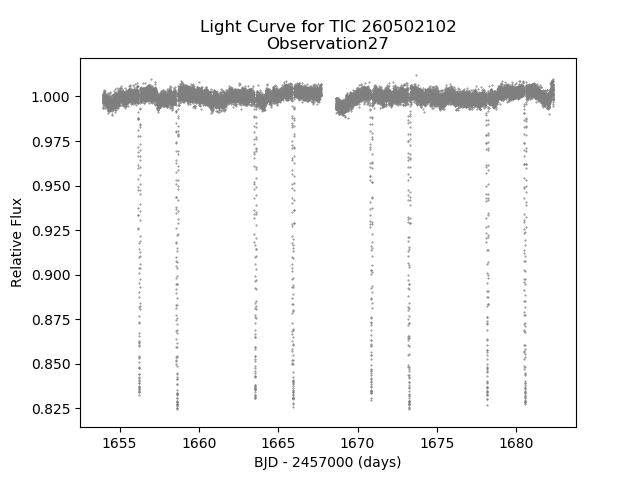 Light Curve for TIC 260502102
Observation27
1.000
0.975
0.950
0.925
0.900
0.875
0.850
0.825
Relative Flux
1655 1660 1665 1670 1675 1680
BJD - 2457000 (days)